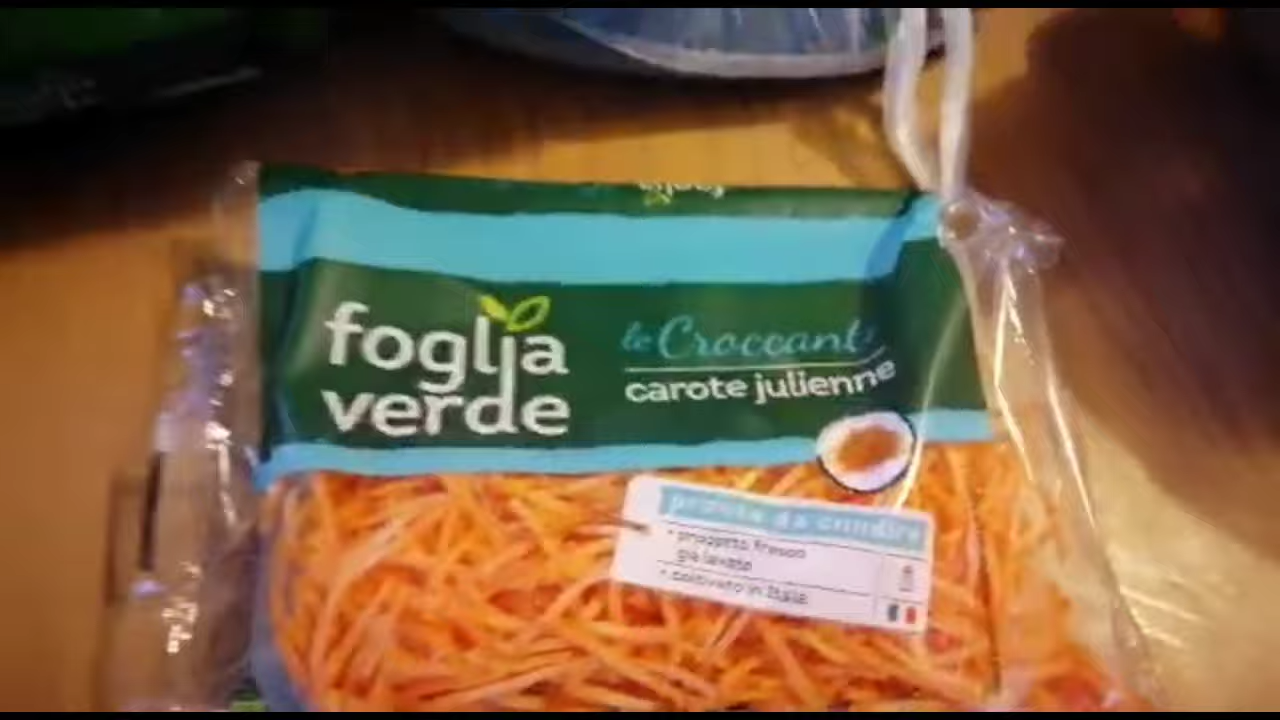 foglia
verde
le Croccanti
carote julienne
pronte da condire
• prodotto fresco
già lavato
• coltivato in Italia